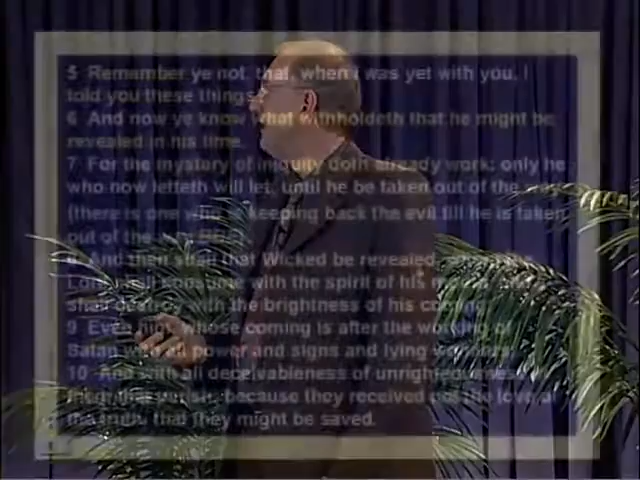 5 Remember ye not, that, when I was yet with you, I
told you these things
6 And now ye know what withholdeth that he might be
revealed in his time.
7 For the mystery of iniquity doth already work: only he
who now letteth will let, until he be taken out of the
(there is one who is keeping back the evil till he is taken
out of the
8 And then shall that Wicked be revealed,
Lord shall consume with the spirit of his
shall destroy with the brightness of his coming
9 Even him, whose coming is after the working of
Satan power and signs and lying wonders
10 And with all deceivableness of unrighteousness
them that perish; because they received not the love of
the truth, that they might be saved.